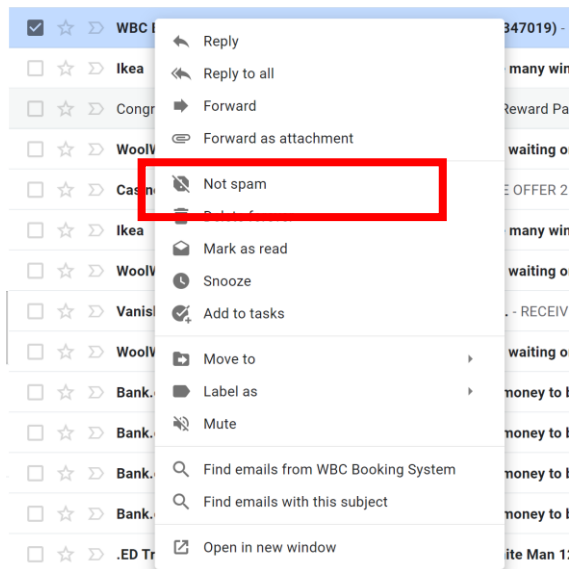 WBC 347019) -
Reply
Ikea many win
Reply to all
Congr Reward Pa
Forward
Forward as attachment
WoolW waiting o
Not spam
Cas OFFER 2
Ikea many win
Mark as read
WoolW waiting o
Snooze
Vanis . - RECEIV
Add to tasks
WoolW waiting o
Move to
Bank. money to b
Label as
Bank. money to b
Mute
Bank. money to b
Find emails from WBC Booking System
Bank. money to b
Find emails with this subject
.ED Tr ite Man 12
Open in new window